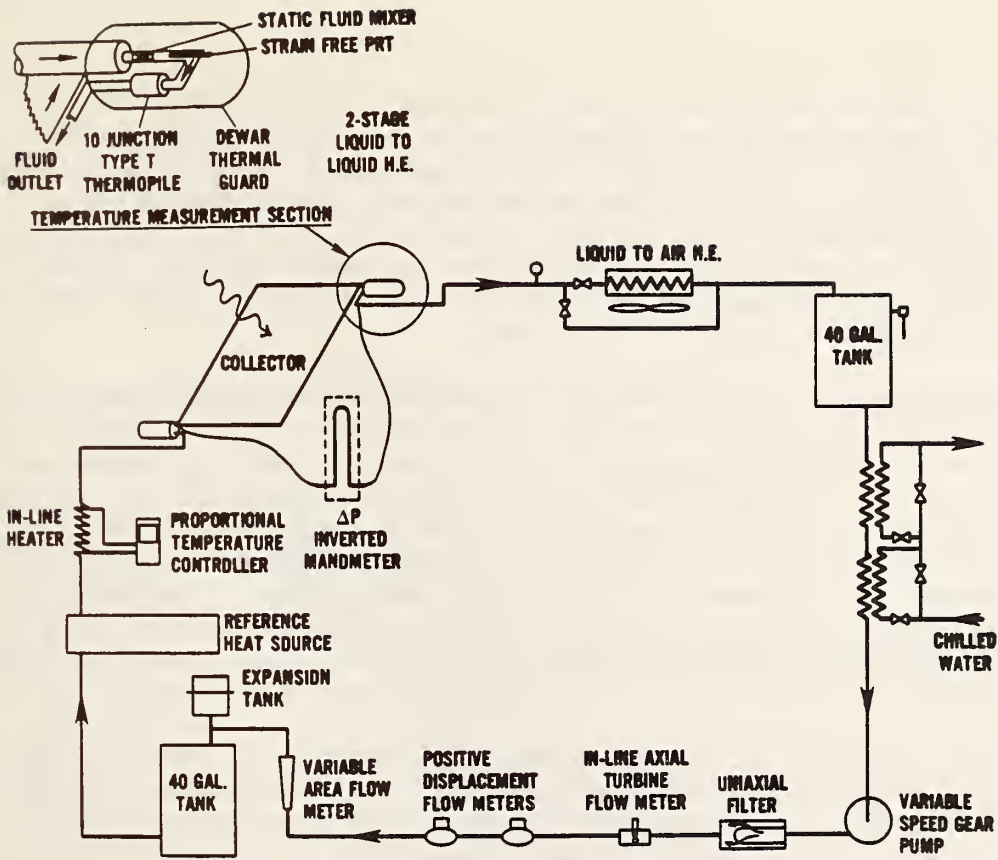 STATIC FLUID MIXER
STRAIN FREE PRT
FLUID
OUTLET
10 JUNCTION
TYPE T
THERMOPILE
DEWAR
THERMAL
GUARD
2-STAGE
LIQUID TO
LIQUID H.E.
TEMPERATURE MEASUREMENT SECTION
LIQUID TO AIR H.E.
COLLECTOR
40 GAL.
TANK
IN-LINE
HEATER
PROPORTIONAL
TEMPERATURE
CONTROLLER
ΔP
INVERTED
MANDMETER
REFERENCE
HEAT SOURCE
CHILLED
WATER
EXPANSION
TANK
40 GAL.
TANK
VARIABLE
AREA FLOW
METER
POSITIVE
DISPLACEMENT
FLOW METERS
IN-LINE AXIAL
TURBINE
FLOW METER
UNIAXIAL
FILTER
VARIABLE
SPEED GEAR
PUMP